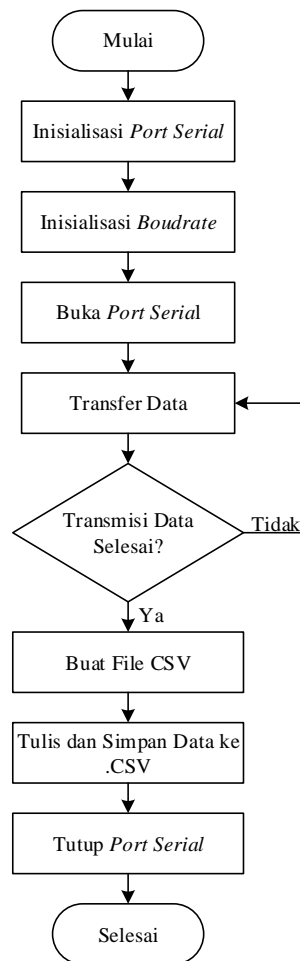 Mulai
Inisialisasi Port Serial
Inisialisasi Boudrate
Buka Port Serial
Transfer Data
Transmisi Data
Selesai?
Tidak
Ya
Buat File CSV
Tulis dan Simpan Data ke
.CSV
Tutup Port Serial
Selesai